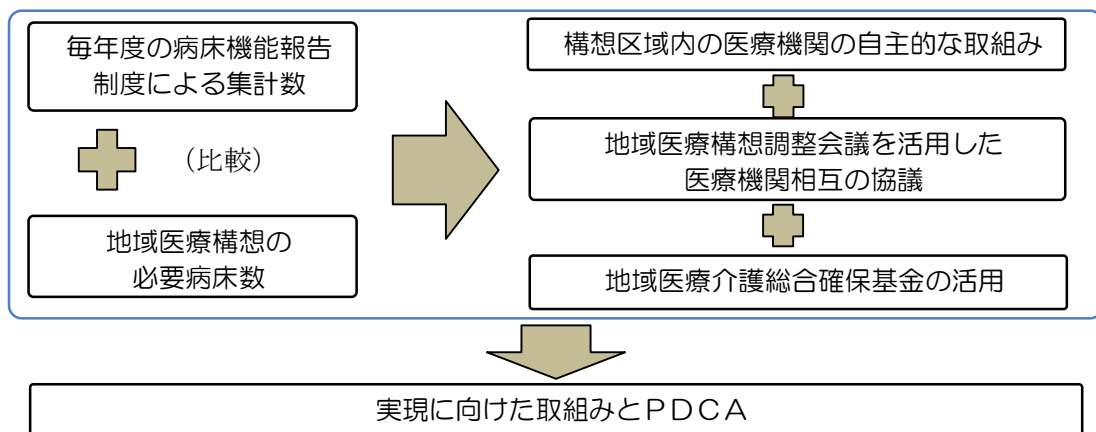 毎年度の病床機能報告
制度による集計数
（比較）
地域医療構想の
必要病床数
構想区域内の医療機関の自主的な取組み
地域医療構想調整会議を活用した
医療機関相互の協議
地域医療介護総合確保基金の活用
実現に向けた取組みとＰＤＣＡ